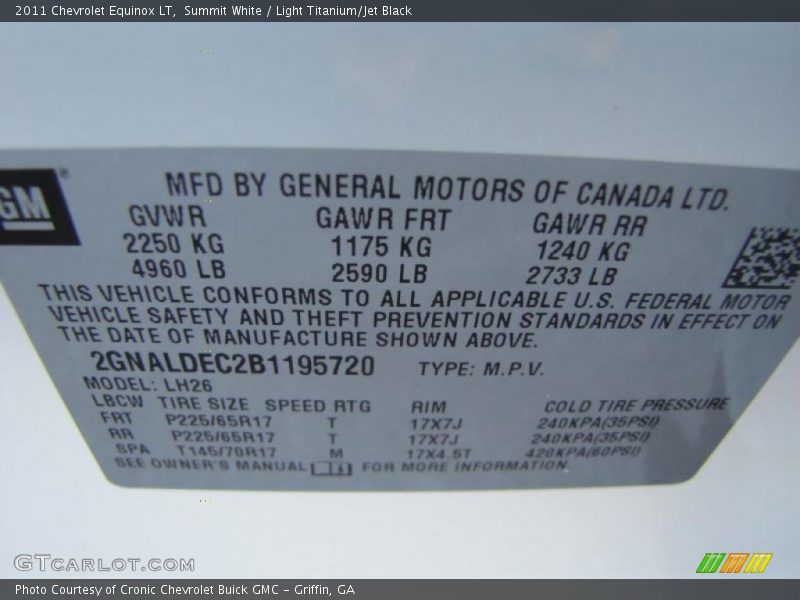 2011 Chevrolet Equinox LT, Summit White / Light Titanium/Jet Black
GM®
MFD BY GENERAL MOTORS OF CANADA LTD.
GVWR GAWR FRT GAWR RR
2250 KG 1175 KG 1240 KG
4960 LB 2590 LB 2733 LB
THIS VEHICLE CONFORMS TO ALL APPLICABLE U.S. FEDERAL MOTOR
VEHICLE SAFETY AND THEFT PREVENTION STANDARDS IN EFFECT ON
THE DATE OF MANUFACTURE SHOWN ABOVE.
2GNALDEC2B1195720 TYPE: M.P.V.
MODEL: LH26
LBCW TIRE SIZE SPEED RTG RIM COLD TIRE PRESSURE
FRT P225/65R17 T 17X7J 240KPA(35PSI)
RR P225/65R17 T 17X7J 240KPA(35PSI)
SPA T145/70R17 M 17X4.5T 420KPA(60PSI)
SEE OWNER'S MANUAL FOR MORE INFORMATION.
GTCARLOT.COM
Photo Courtesy of Cronic Chevrolet Buick GMC - Griffin, GA